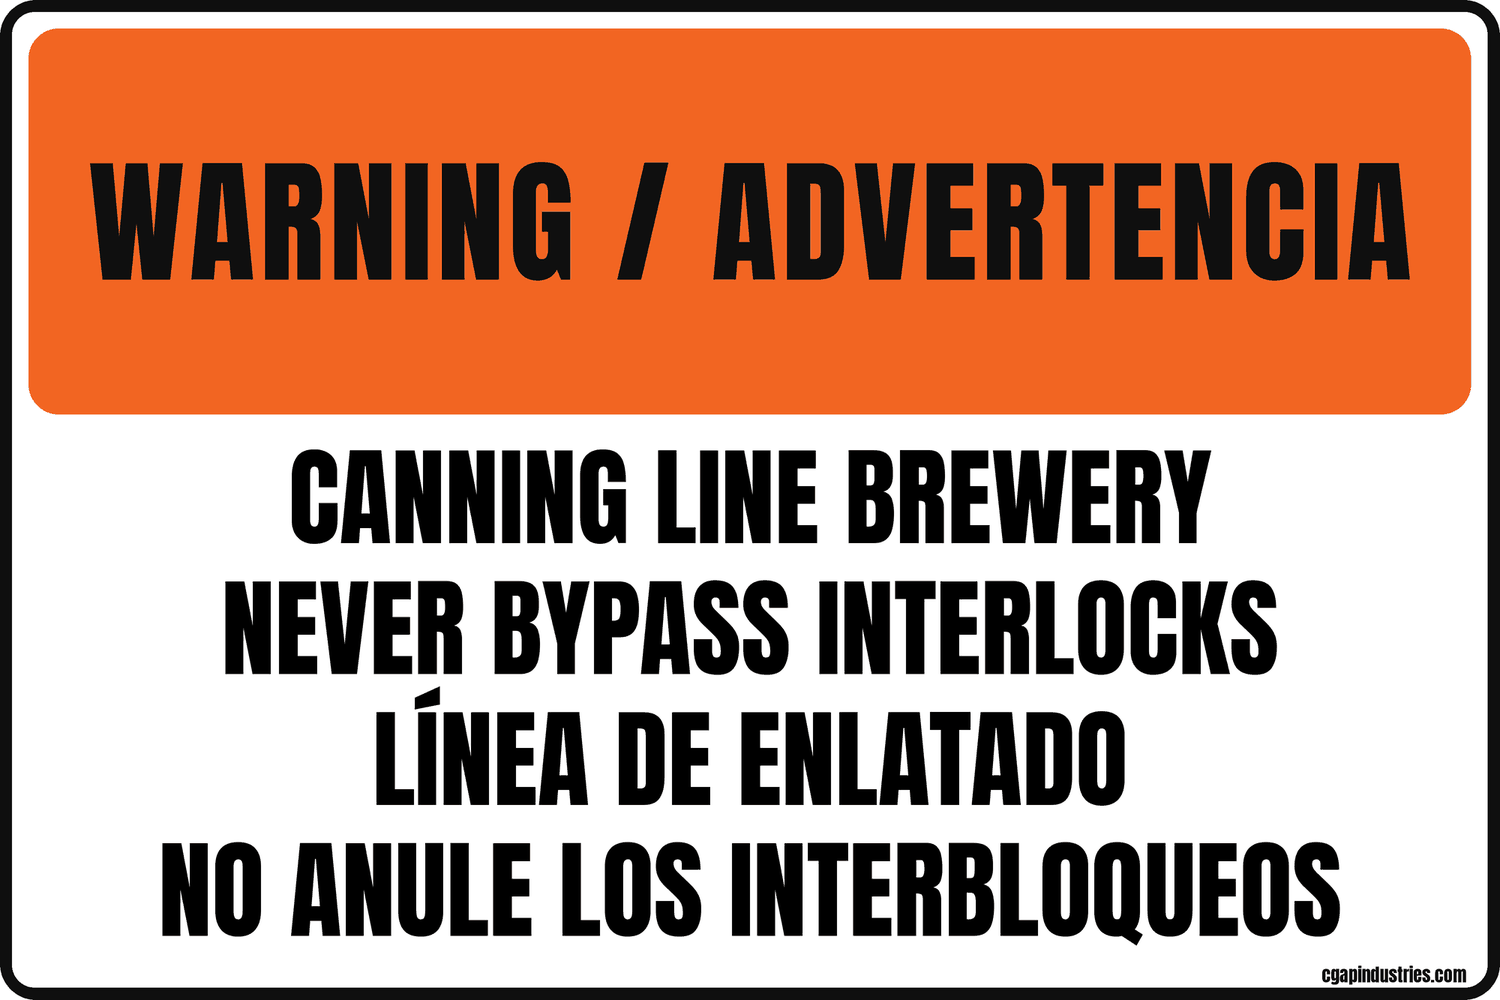 WARNING / ADVERTENCIA
CANNING LINE BREWERY
NEVER BYPASS INTERLOCKS
LÍNEA DE ENLATADO
NO ANULE LOS INTERBLOQUEOS
cgapindustries.com